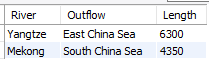 River Outflow Length
Yangtze East China Sea 6300
Mekong South China Sea 4350